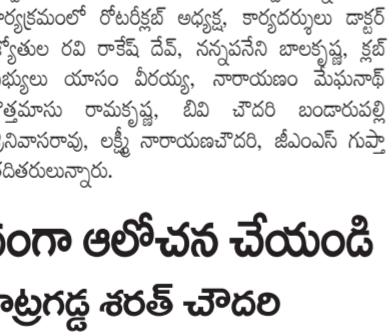 ార్యక్రమంలో రోటరీక్లబ్ అధ్యక్ష, కార్యదర్శులు డాక్టర్
జ్యోతుల రవి రాకేష్ దేవ్, నన్నపనేని బాలకృష్ణ, క్లబ్
భ్యులు యాసం వీరయ్య, నారాయణం మేఘనాథ్
ొత్తమాసు రామకృష్ణ, బివి చౌదరి బండారుపల్లి
్రీనివాసరావు, లక్ష్మీ నారాయణచౌదరి, జీఎంఎస్ గుప్తా
దితరులున్నారు.
ంగా ఆలోచన చేయండి
ాట్రగడ్డ శరత్ చౌదరి